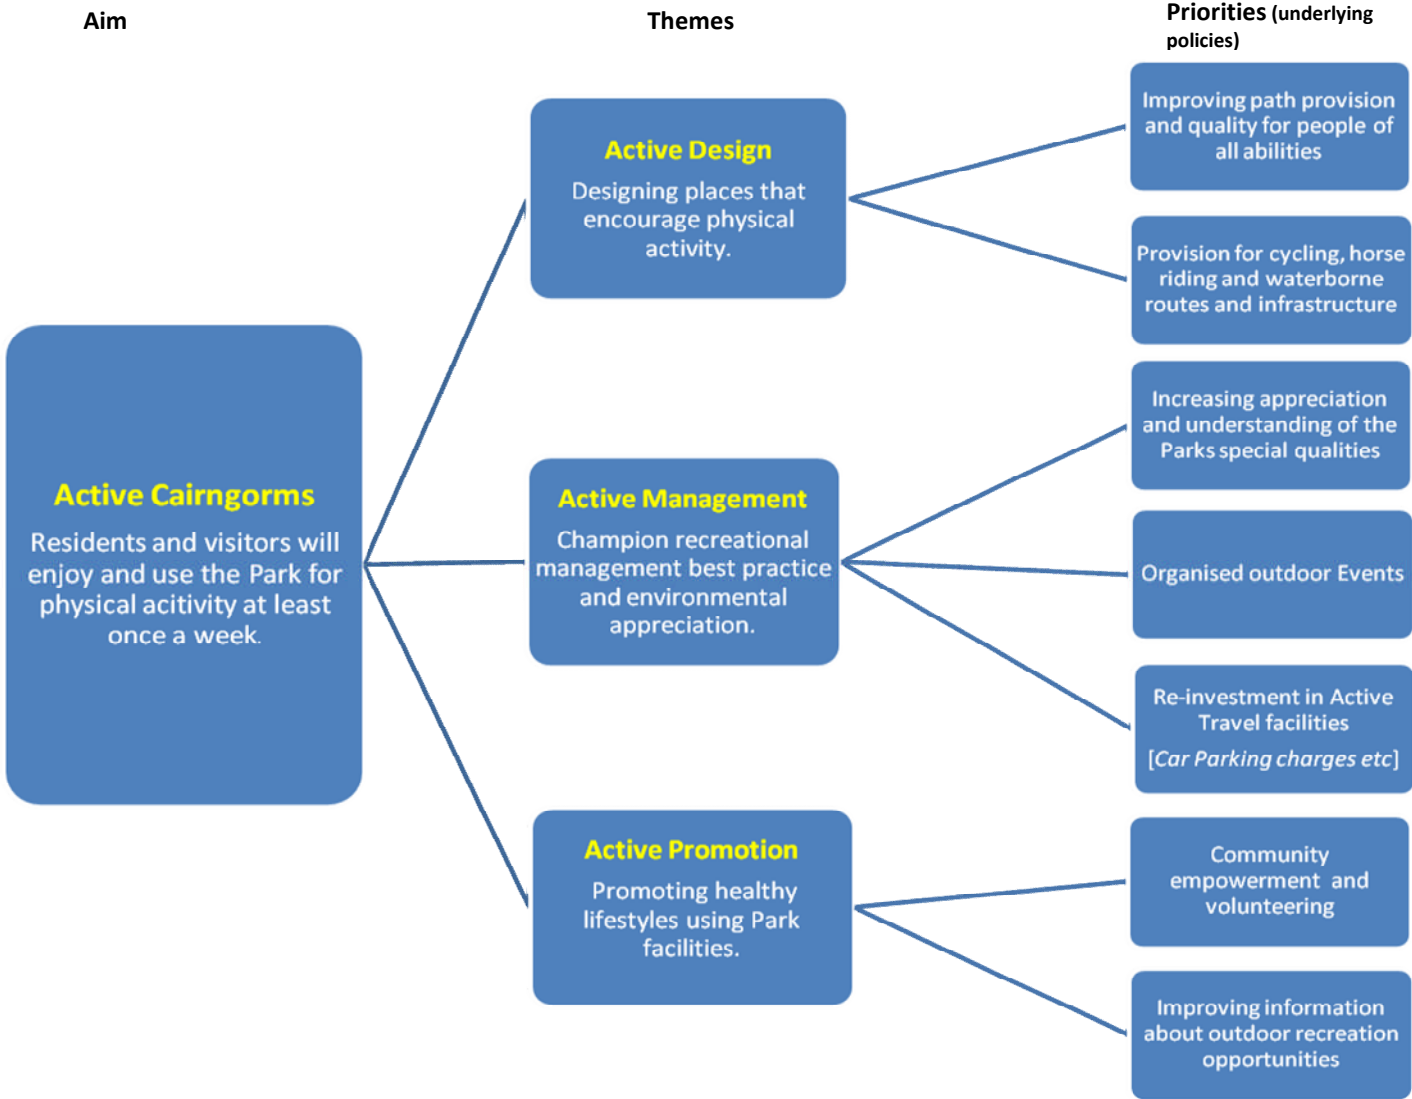 Aim
Themes
Priorities (underlying
policies)
Active Cairngorms
Residents and visitors will
enjoy and use the Park for
physical acitivity at least
once a week.
Active Design
Designing places that
encourage physical
activity.
Active Management
Champion recreational
management best practice
and environmental
appreciation.
Active Promotion
Promoting healthy
lifestyles using Park
facilities.
Improving path provision
and quality for people of
all abilities
Provision for cycling, horse
riding and waterborne
routes and infrastructure
Increasing appreciation
and understanding of the
Parks special qualities
Organised outdoor Events
Re-investment in Active
Travel facilities
[Car Parking charges etc]
Community
empowerment and
volunteering
Improving information
about outdoor recreation
opportunities